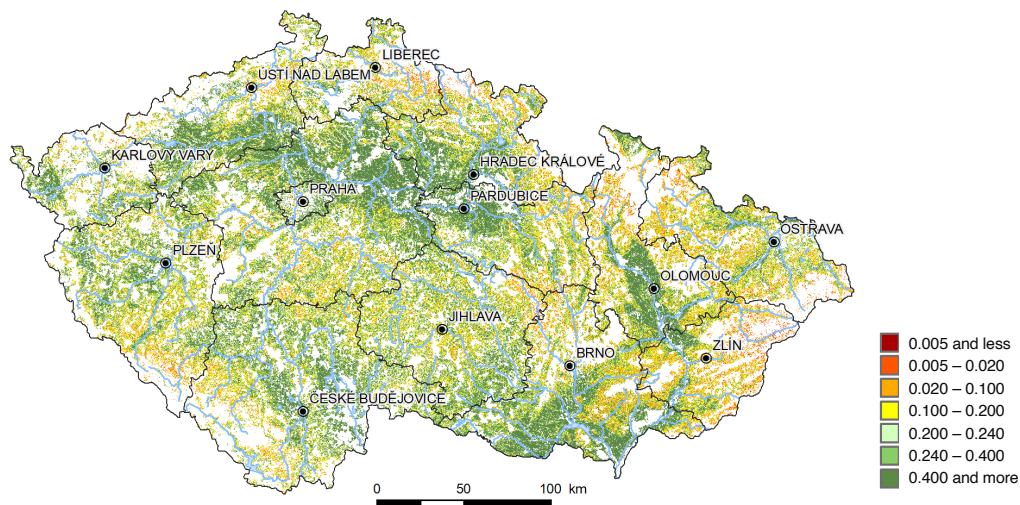 LIBEREC
ÚSTÍ NAD LABEM
KARLOVY VARY
HRADEC KRÁLOVÉ
PRAHA
PARDUBICE
OSTRAVA
PLZEŇ
OLOMOUC
JIHLAVA
ZLÍN
BRNO
ČESKÉ BUDĚJOVICE
0.005 and less
0.005 – 0.020
0.020 – 0.100
0.100 – 0.200
0.200 – 0.240
0.240 – 0.400
0.400 and more
0 50 100 km